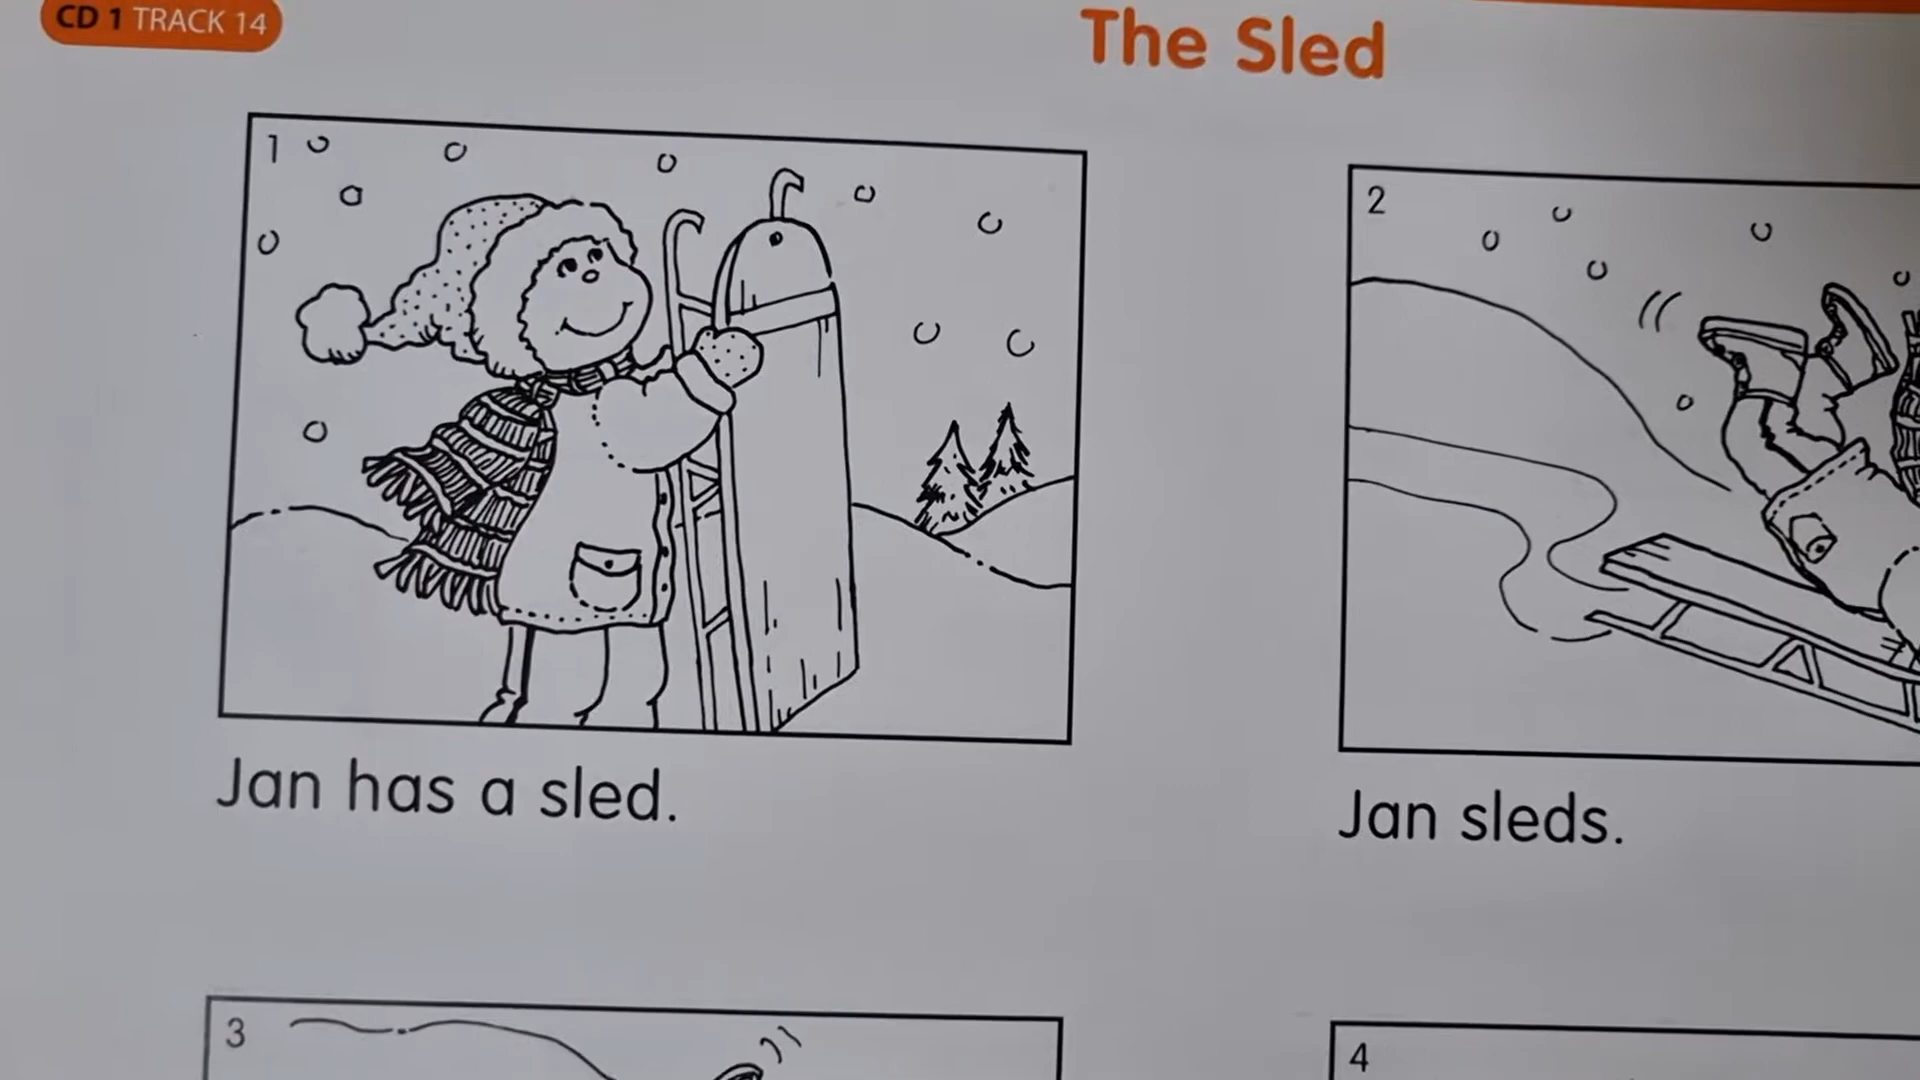 CD 1 TRACK 14
The Sled
1
2
Jan has a sled.
Jan sleds.
3
4